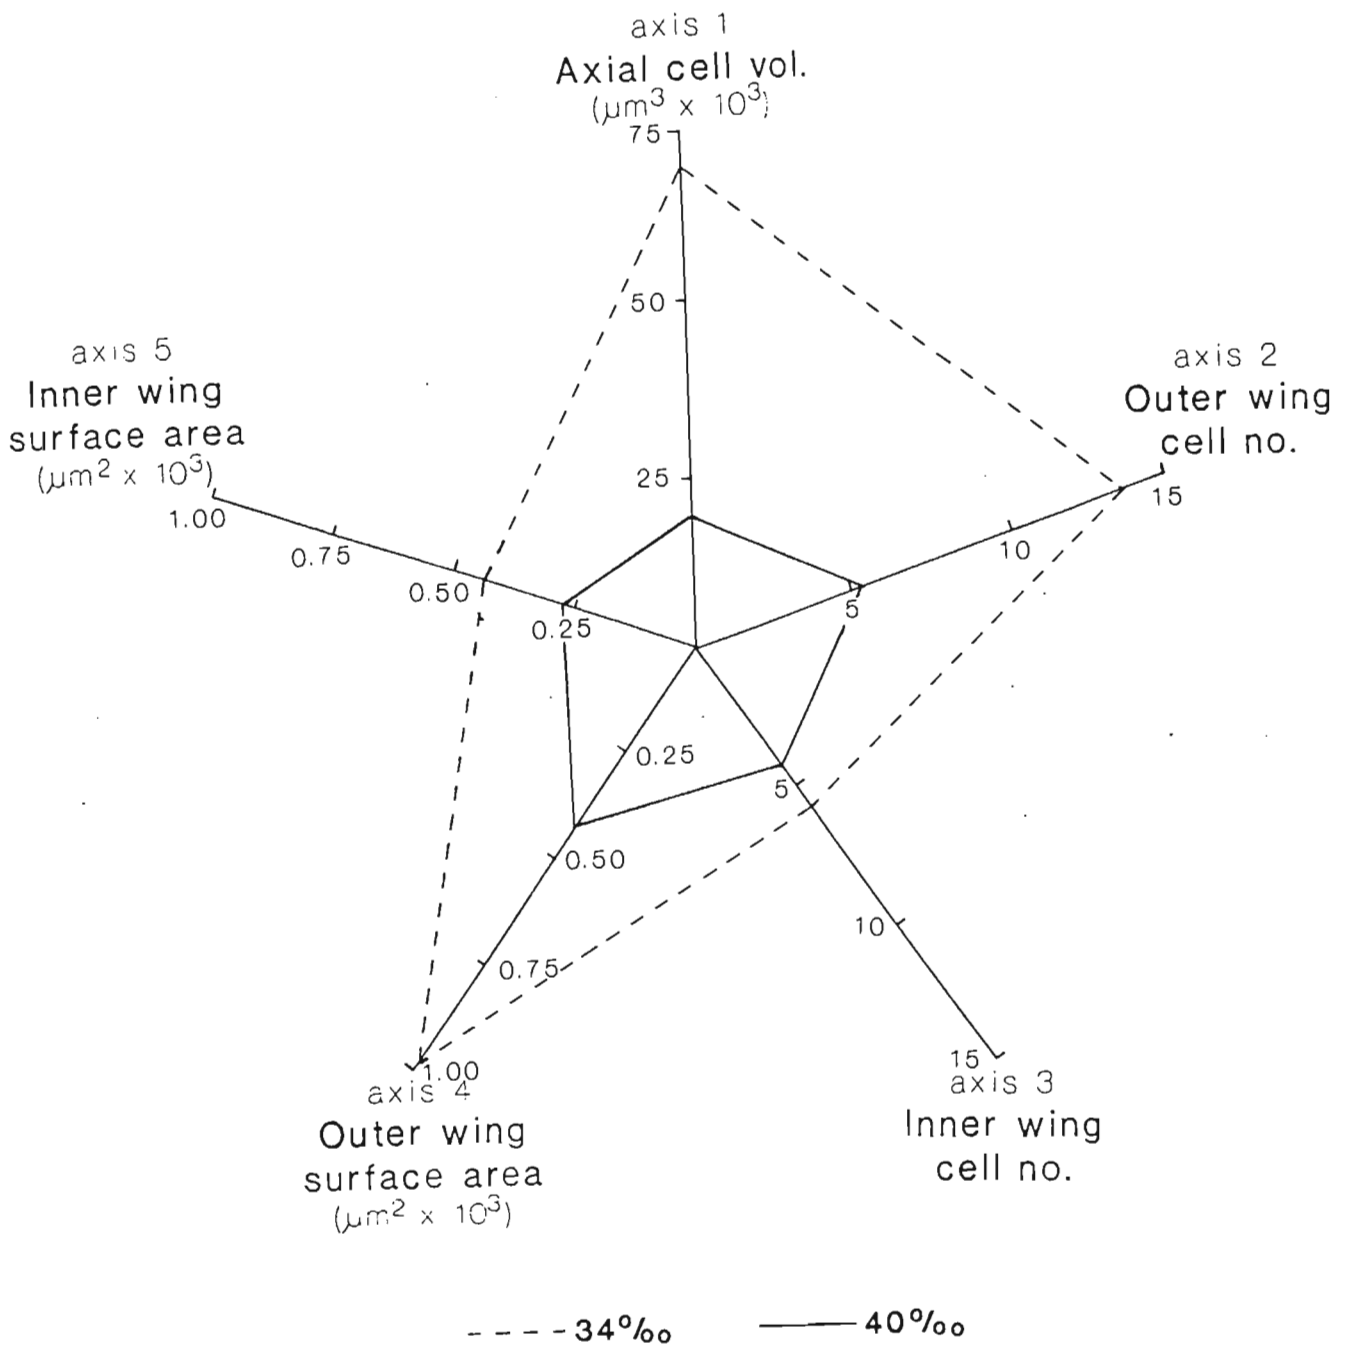 axis 1
Axial cell vol.
(µm³ x 10³)
75
50
25
axis 2
Outer wing
cell no.
15
10
5
axis 5
Inner wing
surface area
(µm² x 10³)
1.00
0.75
0.50
0.25
0.25
0.50
0.75
1.00
axis 4
Outer wing
surface area
(µm² x 10³)
5
10
15
axis 3
Inner wing
cell no.
- - - - 34‰ —— 40‰